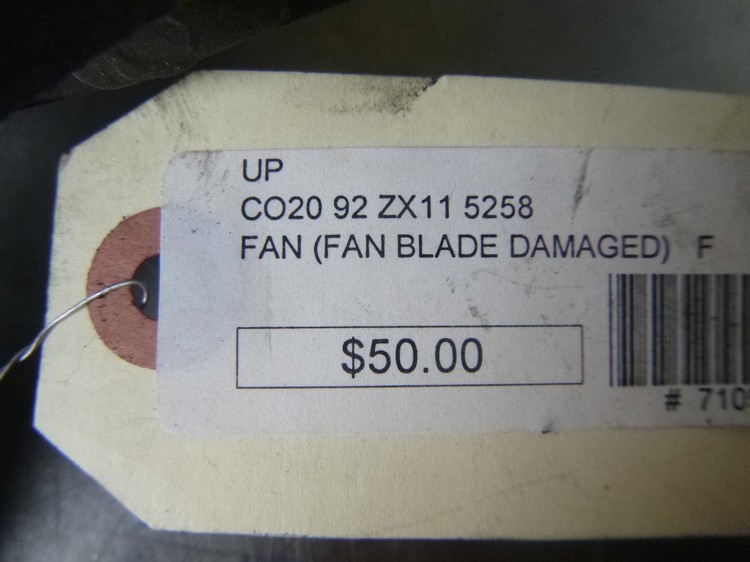 UP
CO20 92 ZX11 5258
FAN (FAN BLADE DAMAGED) F
$50.00
# 710